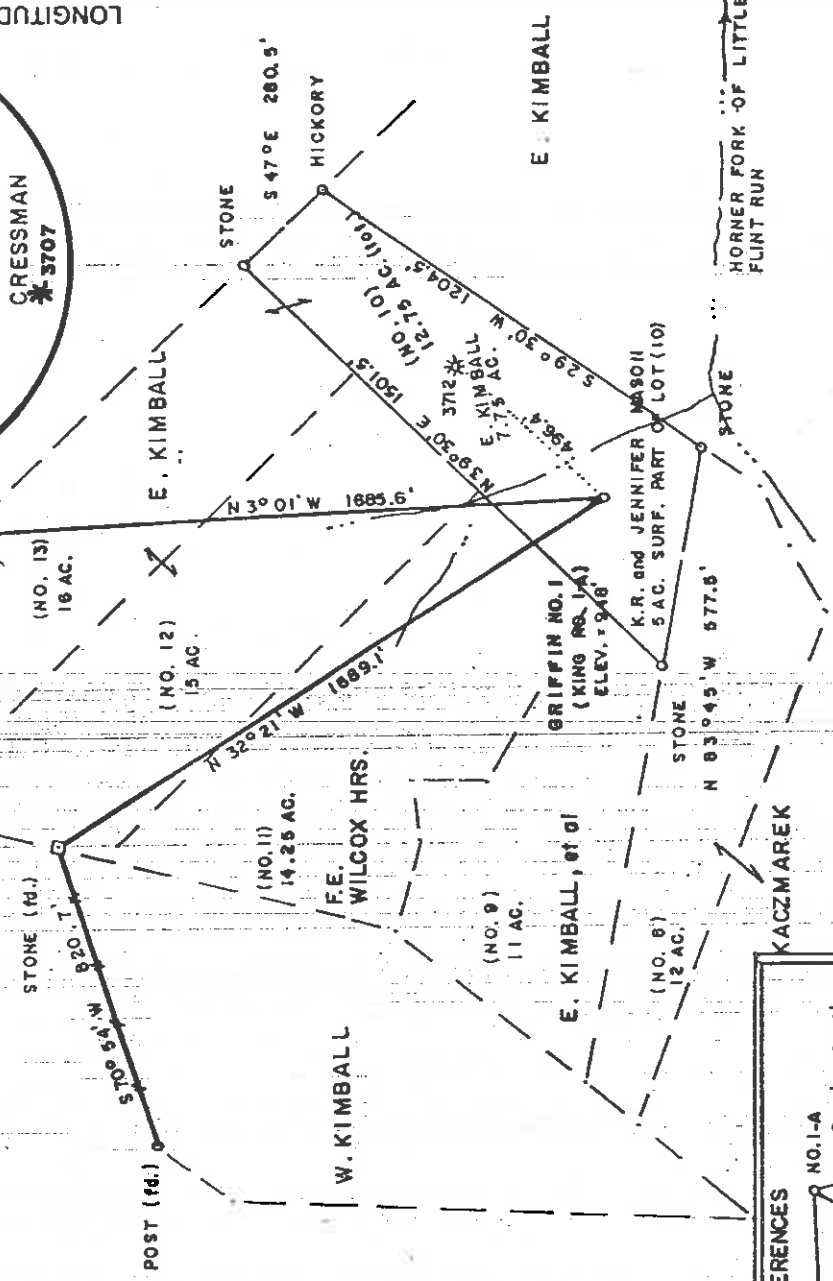 LONGITUD
CRESSMAN
3707
STONE
S 47°E 280.5'
HICKORY
E. KIMBALL
E. KIMBALL
(NO. 13)
16 AC.
N 3° 01' W 1685.6'
N 39° 30' E 1501.5'
(NO. 10)
12.75 AC. (tot)
S 29° 30' W 1204.5'
3712
E. KIMBALL
7.75 AC.
496.4'
(NO. 12)
15 AC.
N 32° 21' W 1689.1'
HORNER FORK OF LITTLE
FLINT RUN
K.R. and JENNIFER MASON
5 AC. SURF. PART LOT (10)
STONE
GRIFFIN NO. 1
(KING NO. 1-A)
ELEV. = 948'
STONE
N 83° 45' W 577.5'
STONE (fd.)
S 70° 54' W 820.7'
POST (fd.)
(NO. 11)
14.25 AC.
F.E.
WILCOX HRS.
W. KIMBALL
(NO. 9)
11 AC.
E. KIMBALL, et al
(NO. 8)
12 AC.
KACZMAREK
ERENCES
NO. 1-A